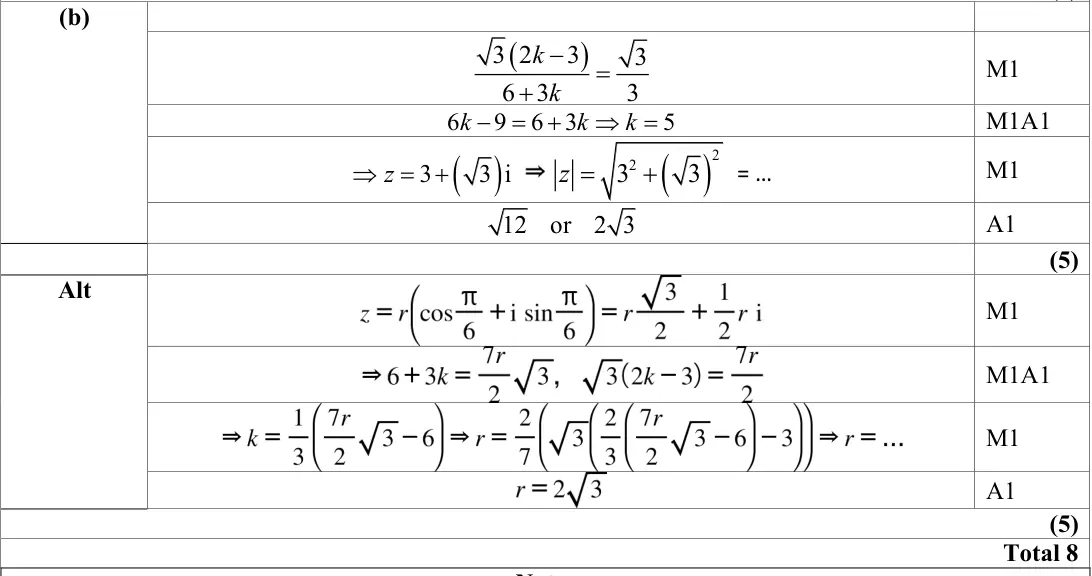 (b)
√3(2k−3)/(6+3k) = √3/3 M1
6k−9=6+3k⇒k=5 M1A1
⇒z=3+(√3)i ⇒|z|=√(3²+(√3)²) = ... M1
√12 or 2√3 A1
(5)
Alt
z=r(cos π/6 + i sin π/6)=r √3/2 + 1/2 r i M1
⇒6+3k= 7r/2 √3, √3(2k−3)= 7r/2 M1A1
⇒k= 1/3(7r/2 √3−6)⇒r= 2/7(√3(2/3(7r/2 √3−6)−3))⇒r=... M1
r=2√3 A1
(5)
Total 8